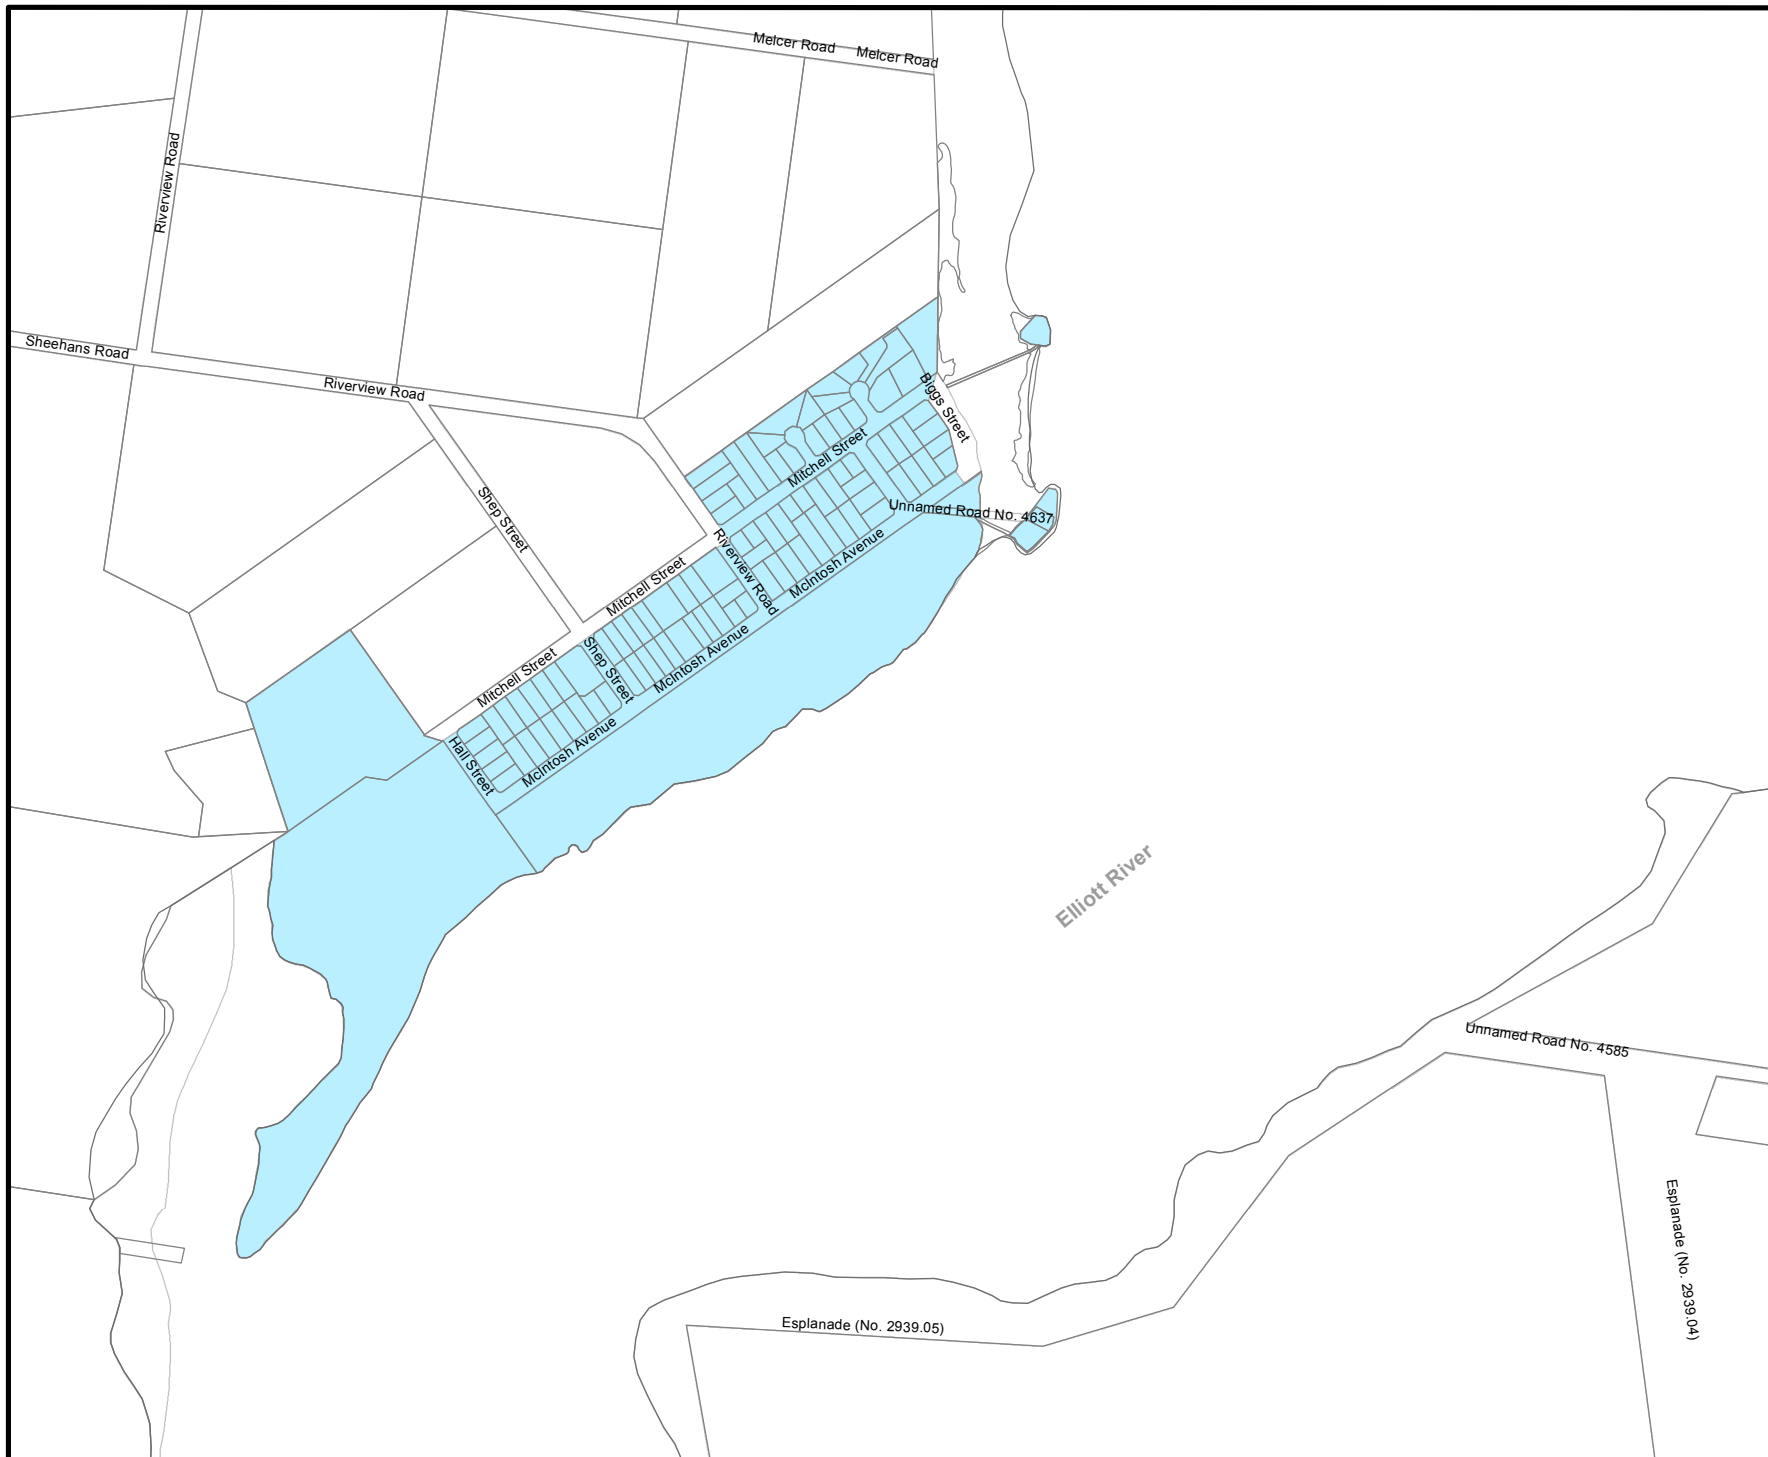 Melcer Road
Melcer Road
Riverview Road
Sheehans Road
Riverview Road
Biggs Street
Mitchell Street
Shep Street
Unnamed Road No. 4637
Riverview Road
McIntosh Avenue
Mitchell Street
Shep Street
McIntosh Avenue
Mitchell Street
Hall Street
McIntosh Avenue
Elliott River
Unnamed Road No. 4585
Esplanade (No. 2939.04)
Esplanade (No. 2939.05)